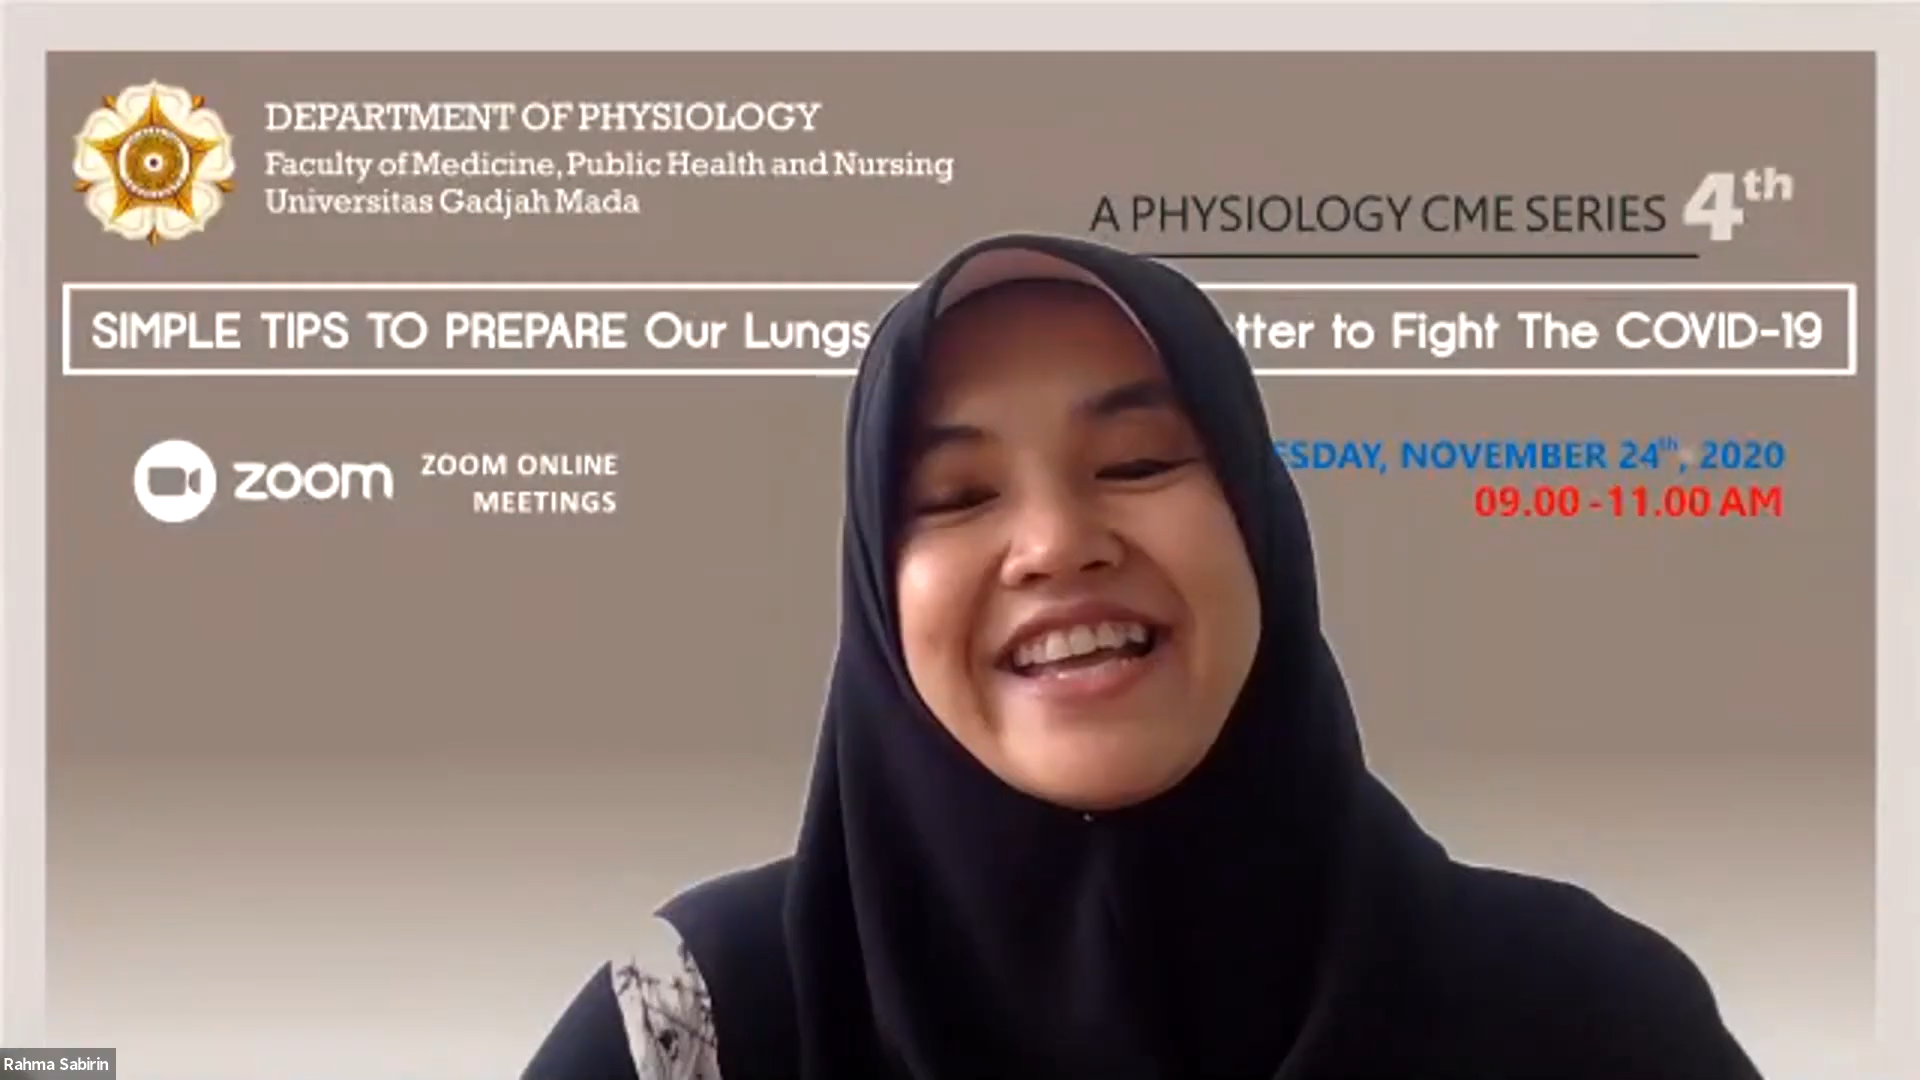 DEPARTMENT OF PHYSIOLOGY
Faculty of Medicine, Public Health and Nursing
Universitas Gadjah Mada
A PHYSIOLOGY CME SERIES 4th
SIMPLE TIPS TO PREPARE Our Lungs tter to Fight The COVID-19
zoom
ZOOM ONLINE
MEETINGS
SDAY, NOVEMBER 24th, 2020
09.00 - 11.00 AM
Rahma Sabirin